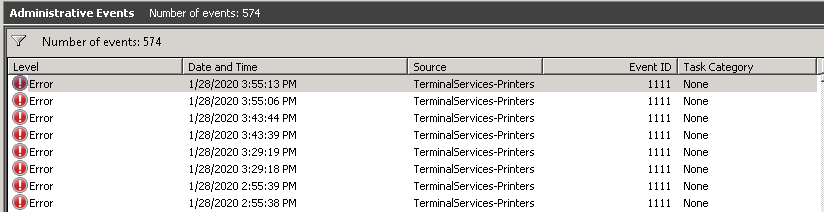 Administrative Events Number of events: 574
Number of events: 574
Level Date and Time Source Event ID Task Category
Error 1/28/2020 3:55:13 PM TerminalServices-Printers 1111 None
Error 1/28/2020 3:55:06 PM TerminalServices-Printers 1111 None
Error 1/28/2020 3:43:44 PM TerminalServices-Printers 1111 None
Error 1/28/2020 3:43:39 PM TerminalServices-Printers 1111 None
Error 1/28/2020 3:29:19 PM TerminalServices-Printers 1111 None
Error 1/28/2020 3:29:18 PM TerminalServices-Printers 1111 None
Error 1/28/2020 2:55:39 PM TerminalServices-Printers 1111 None
Error 1/28/2020 2:55:38 PM TerminalServices-Printers 1111 None